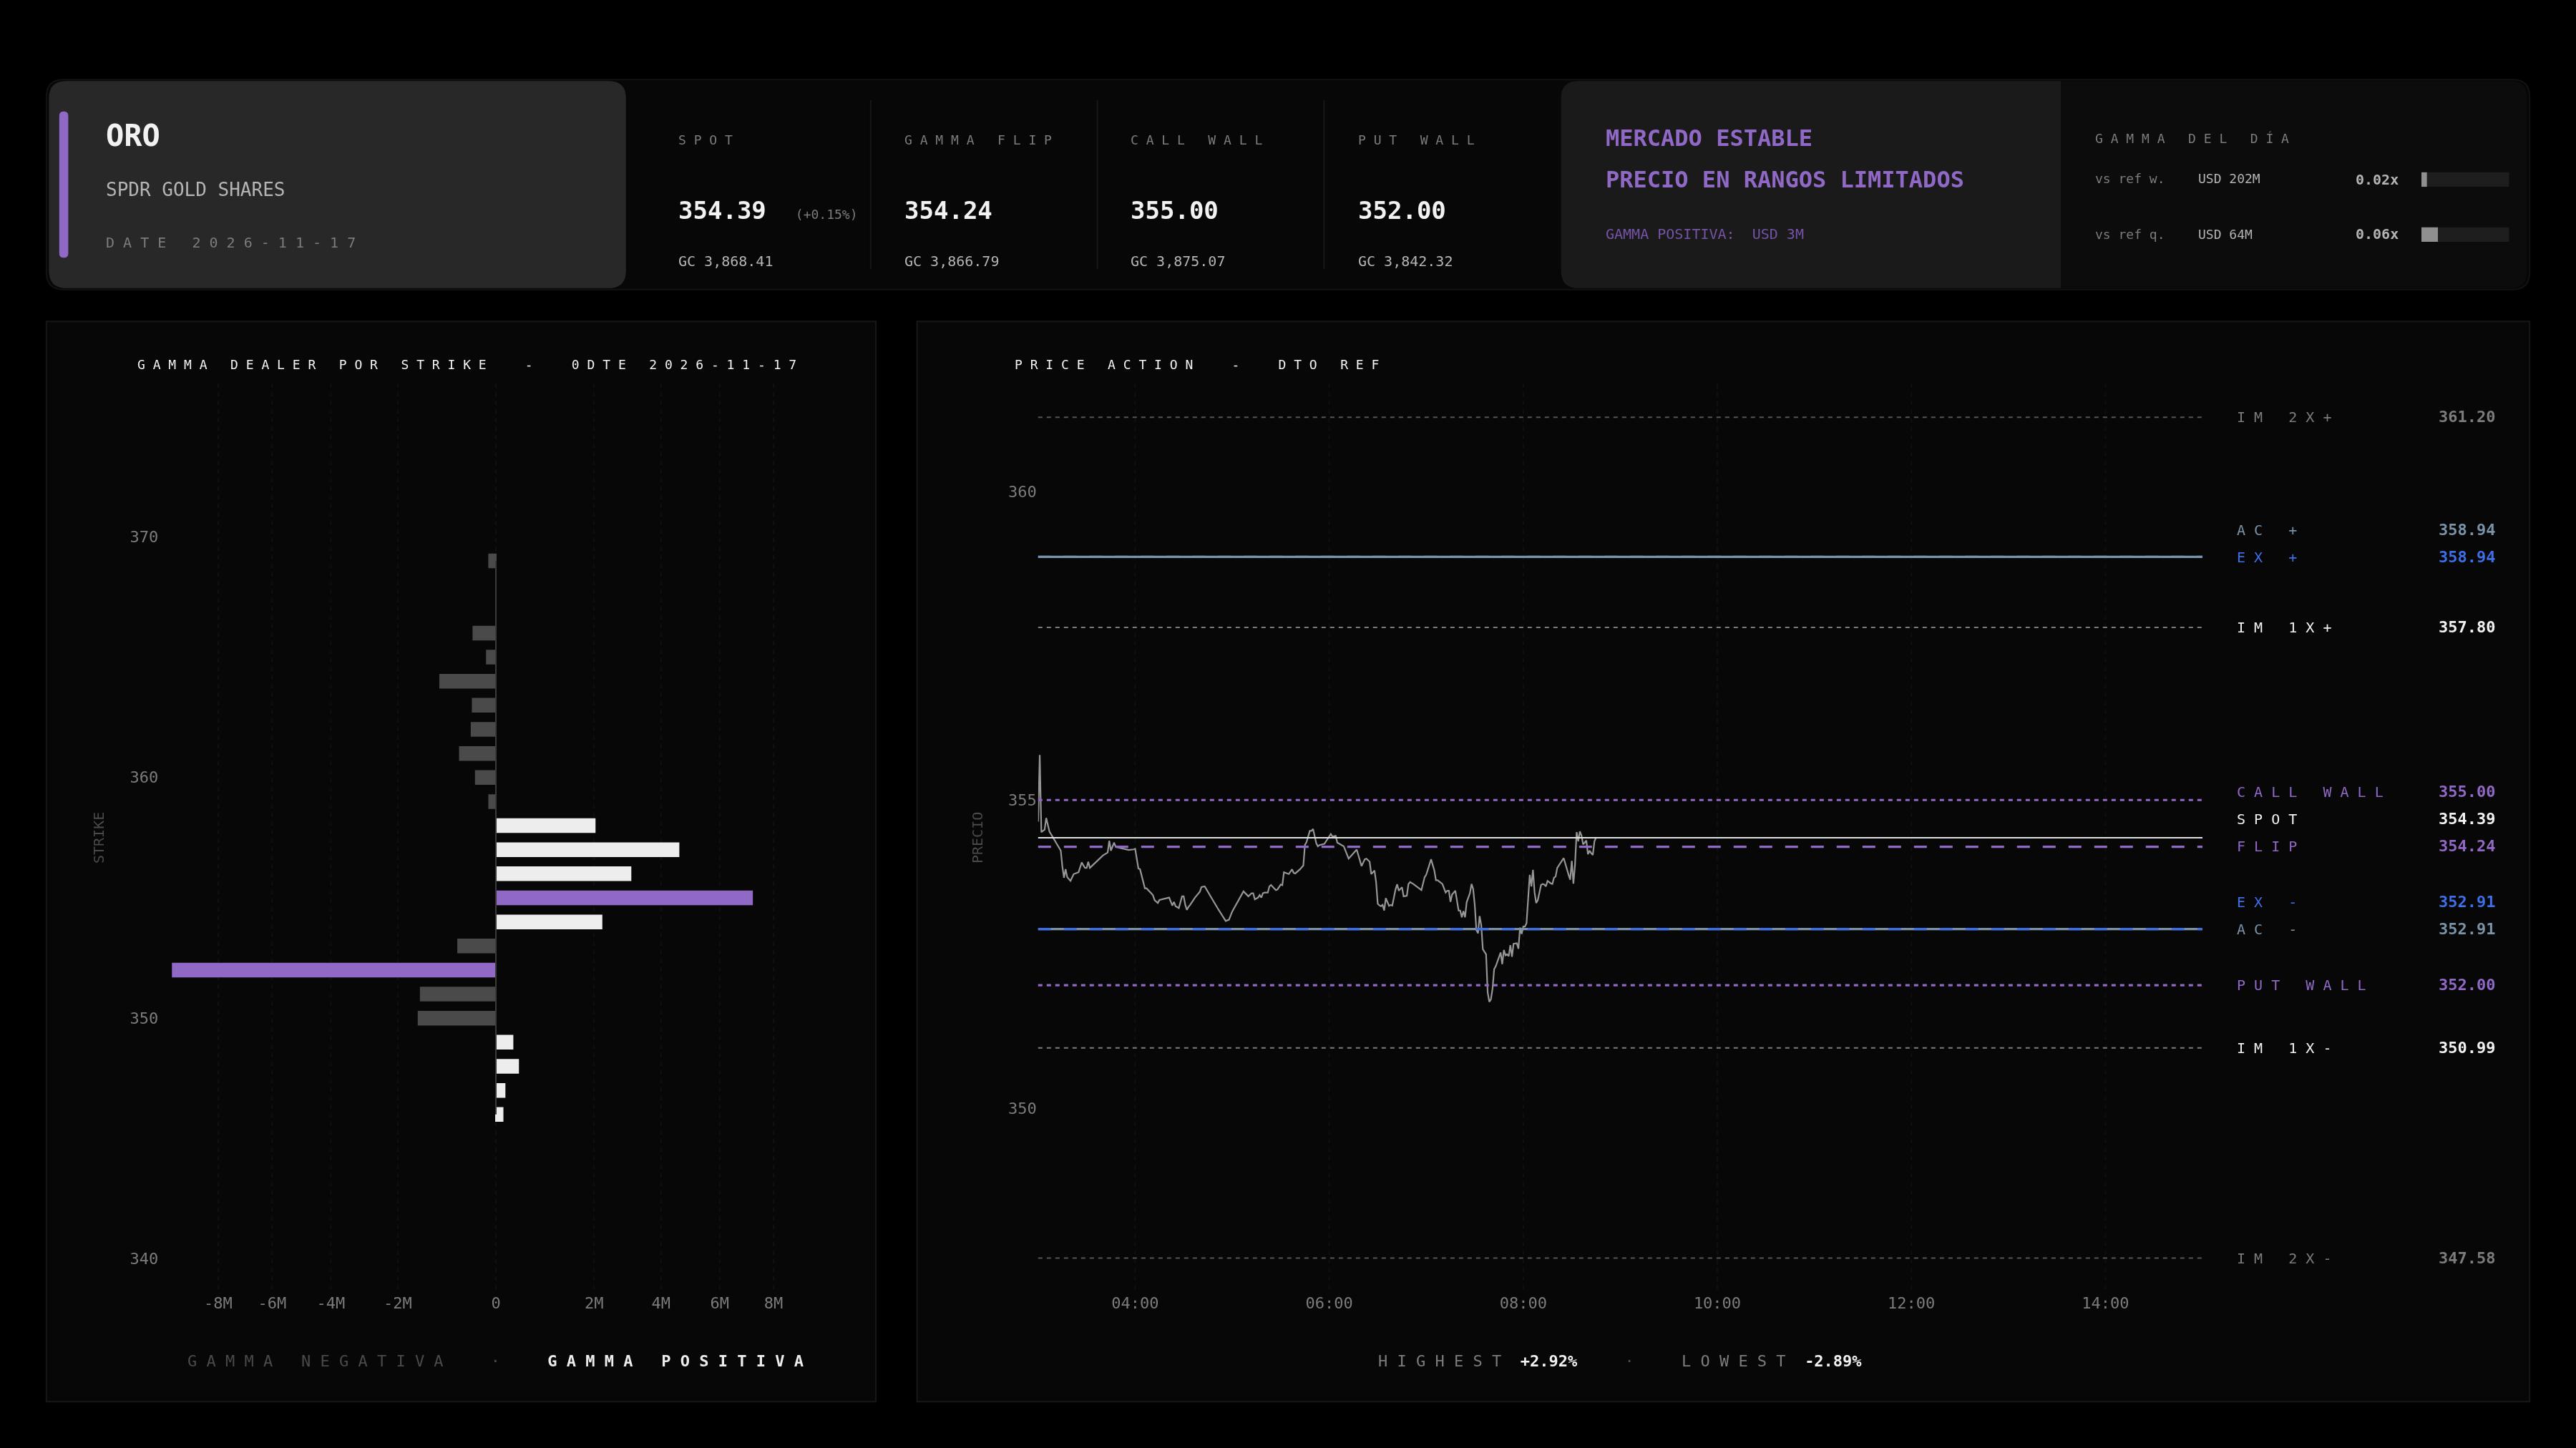 ORO
SPDR GOLD SHARES
DATE 2026-11-17
SPOT
354.39 (+0.15%)
GC 3,868.41
GAMMA FLIP
354.24
GC 3,866.79
CALL WALL
355.00
GC 3,875.07
PUT WALL
352.00
GC 3,842.32
MERCADO ESTABLE
PRECIO EN RANGOS LIMITADOS
GAMMA POSITIVA: USD 3M
GAMMA DEL DÍA
vs ref w. USD 202M 0.02x
vs ref q. USD 64M 0.06x
GAMMA DEALER POR STRIKE - 0DTE 2026-11-17
STRIKE
370
360
350
340
-8M -6M -4M -2M 0 2M 4M 6M 8M
GAMMA NEGATIVA · GAMMA POSITIVA
PRICE ACTION - DTO REF
PRECIO
360
355
350
IM 2X+ 361.20
AC + 358.94
EX + 358.94
IM 1X+ 357.80
CALL WALL 355.00
SPOT 354.39
FLIP 354.24
EX - 352.91
AC - 352.91
PUT WALL 352.00
IM 1X- 350.99
IM 2X- 347.58
04:00 06:00 08:00 10:00 12:00 14:00
HIGHEST +2.92% · LOWEST -2.89%